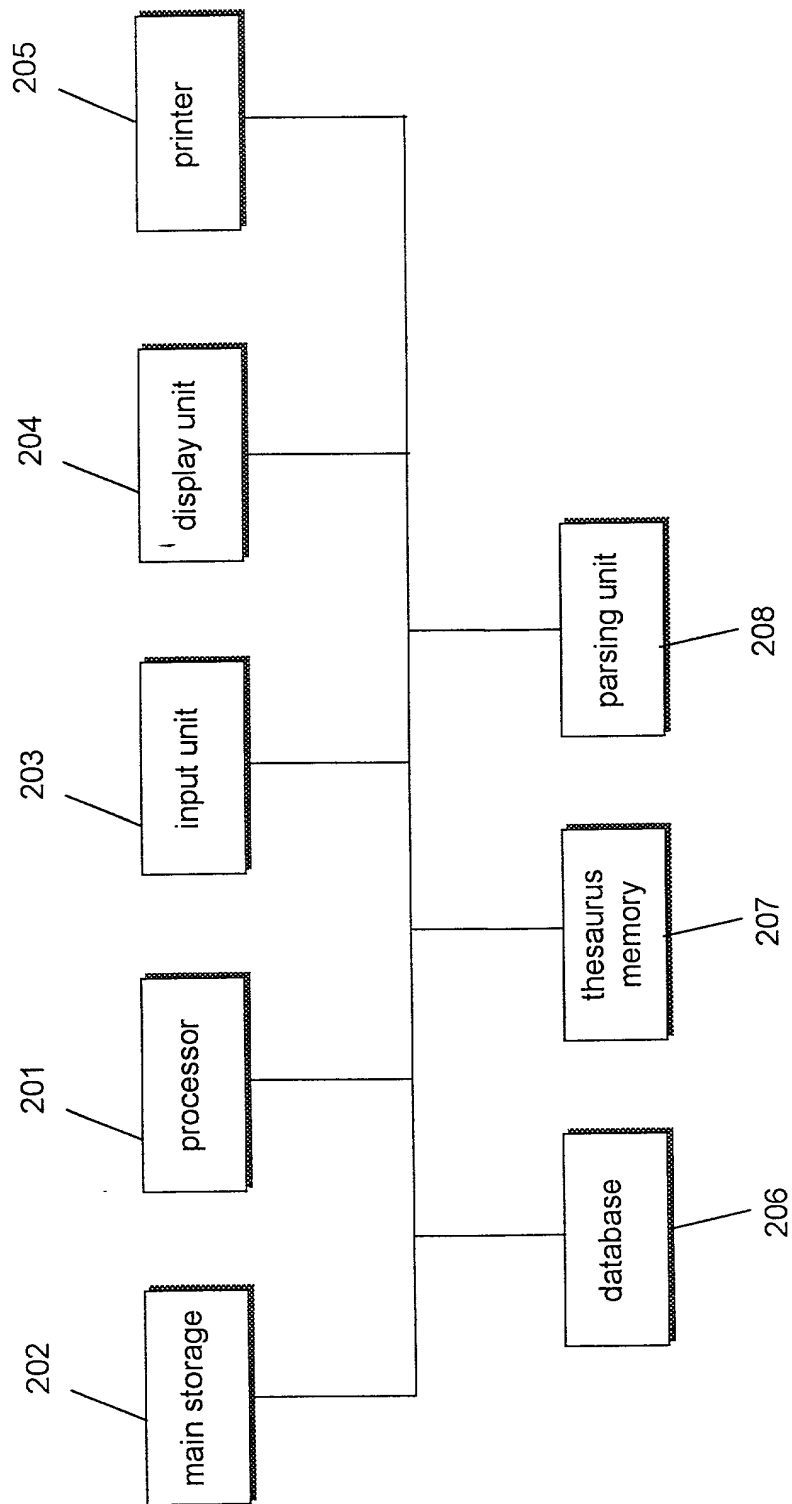 202
201
203
204
205
main storage
processor
input unit
display unit
printer
database
thesaurus
memory
parsing unit
206
207
208